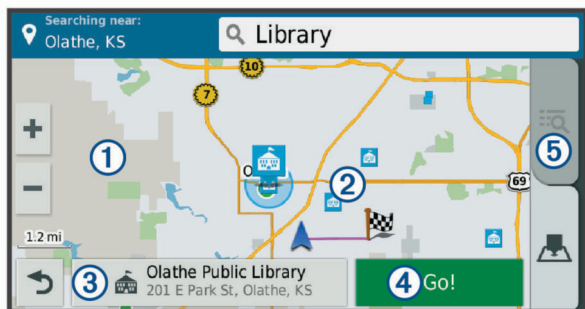 Searching near:
Olathe, KS
Library
10
7
1
5
O
2
69
1.2 mi
3
Olathe Public Library
201 E Park St, Olathe, KS
4
Go!